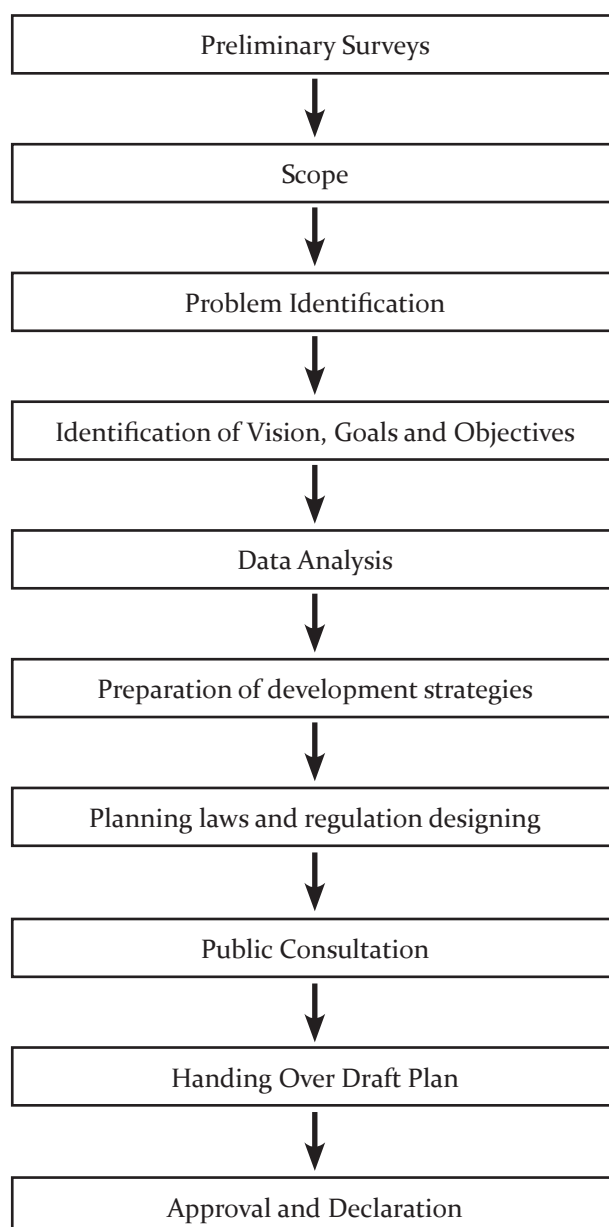 Preliminary Surveys
Scope
Problem Identification
Identification of Vision, Goals and Objectives
Data Analysis
Preparation of development strategies
Planning laws and regulation designing
Public Consultation
Handing Over Draft Plan
Approval and Declaration